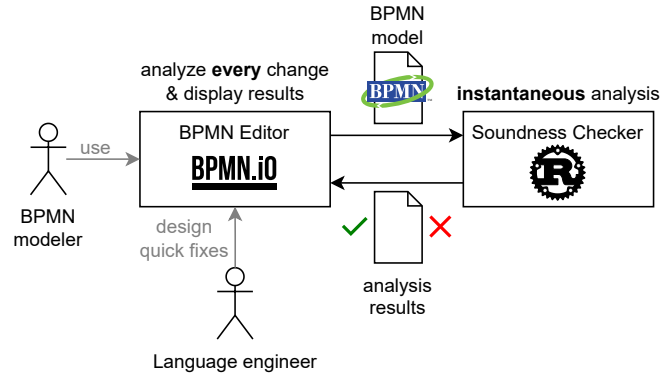 BPMN
model
BPMN
analyze every change
& display results
instantaneous analysis
BPMN Editor
BPMN.iO
Soundness Checker
R
use
BPMN
modeler
design
quick fixes
analysis
results
Language engineer